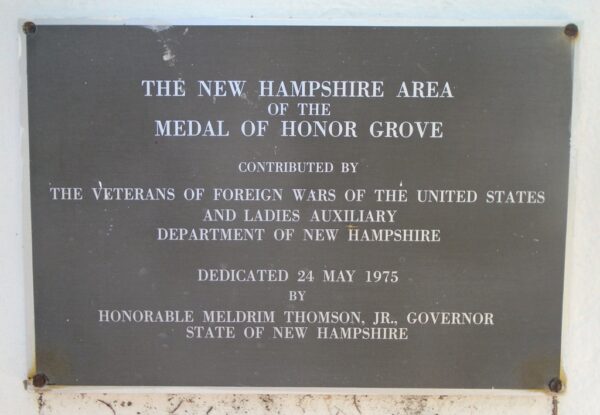 THE NEW HAMPSHIRE AREA
OF THE
MEDAL OF HONOR GROVE
CONTRIBUTED BY
THE VETERANS OF FOREIGN WARS OF THE UNITED STATES
AND LADIES AUXILIARY
DEPARTMENT OF NEW HAMPSHIRE
DEDICATED 24 MAY 1975
BY
HONORABLE MELDRIM THOMSON, JR., GOVERNOR
STATE OF NEW HAMPSHIRE